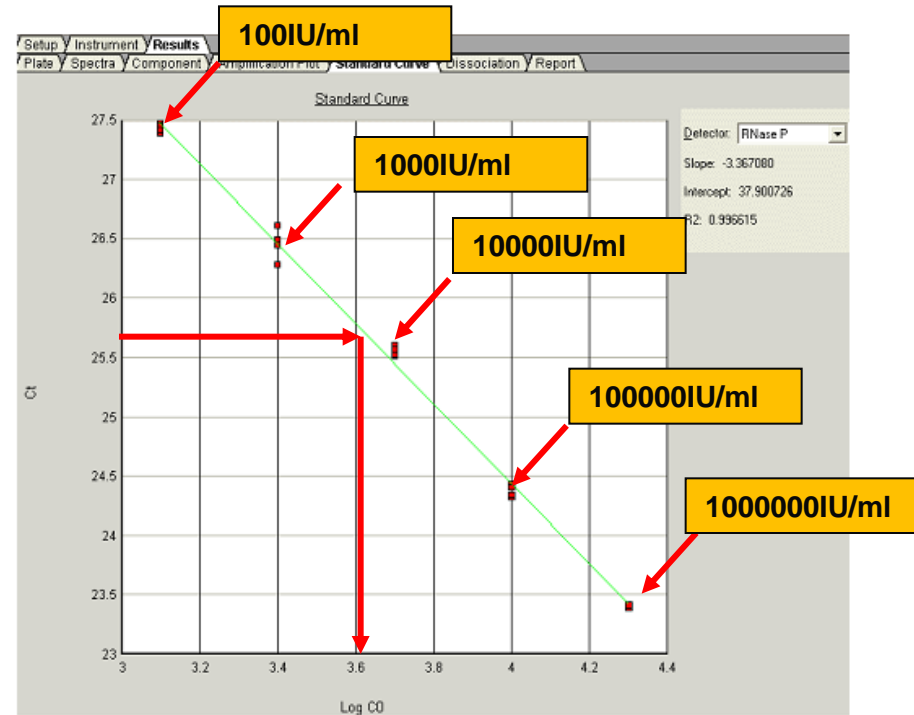 100IU/ml
Setup Instrument Results
Plate Spectra Component Amplification Plot Standard Curve Dissociation Report
Standard Curve
27.5
27
26.5
26
25.5
25
24.5
24
23.5
23
Ct
3 3.2 3.4 3.6 3.8 4 4.2 4.4
Log C0
1000IU/ml
10000IU/ml
100000IU/ml
1000000IU/ml
Detector: RNase P
Slope: -3.367080
Intercept: 37.900726
R2: 0.996615